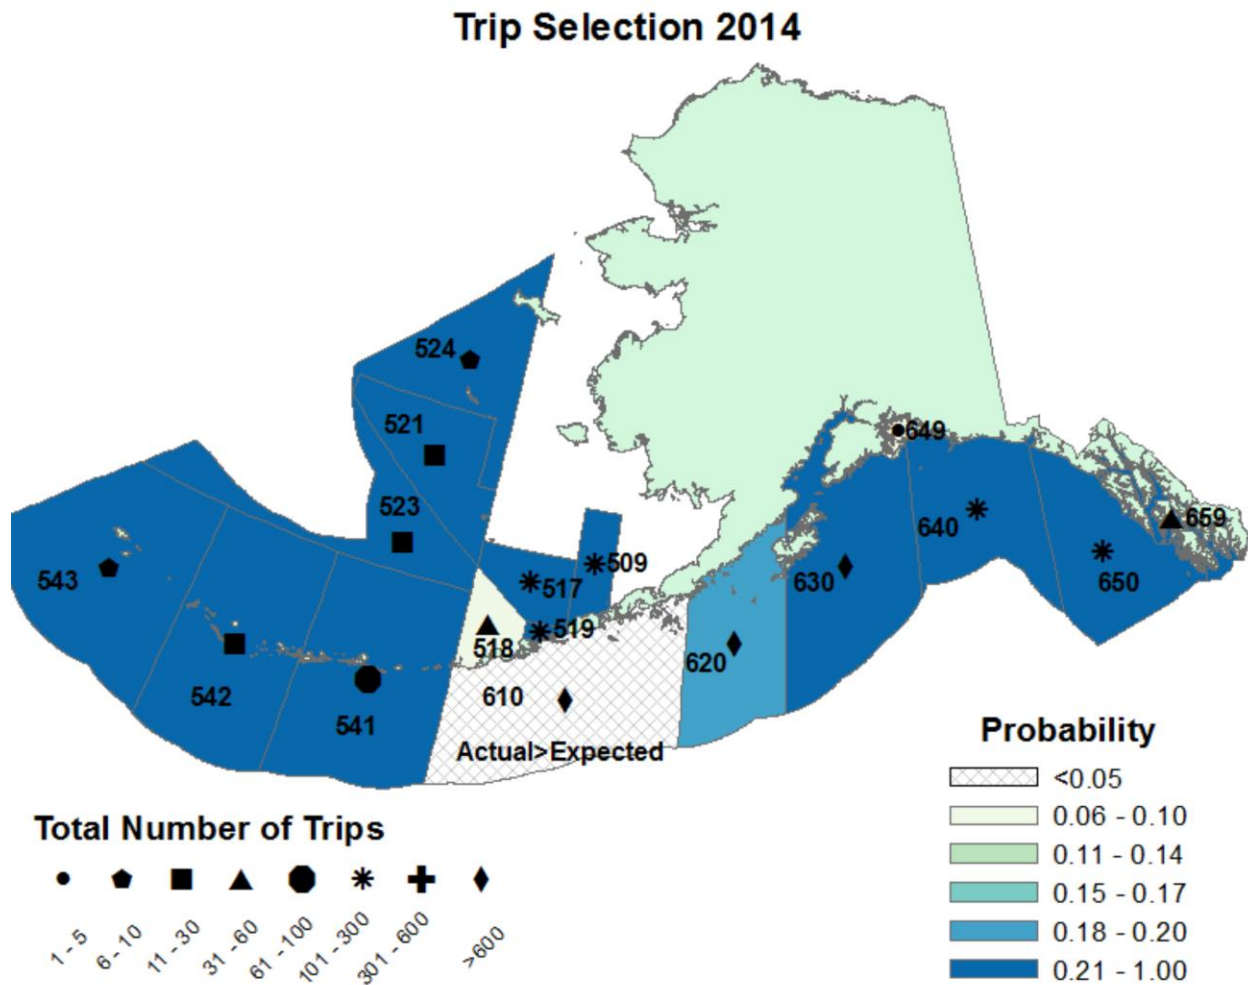 Trip Selection 2014
524
521
523
543
542
541
518
517
509
519
610
Actual>Expected
620
630
640
649
650
659
Probability
<0.05
0.06 - 0.10
0.11 - 0.14
0.15 - 0.17
0.18 - 0.20
0.21 - 1.00
Total Number of Trips
1 - 5
6 - 10
11 - 30
31 - 60
61 - 100
101 - 300
301 - 600
>600